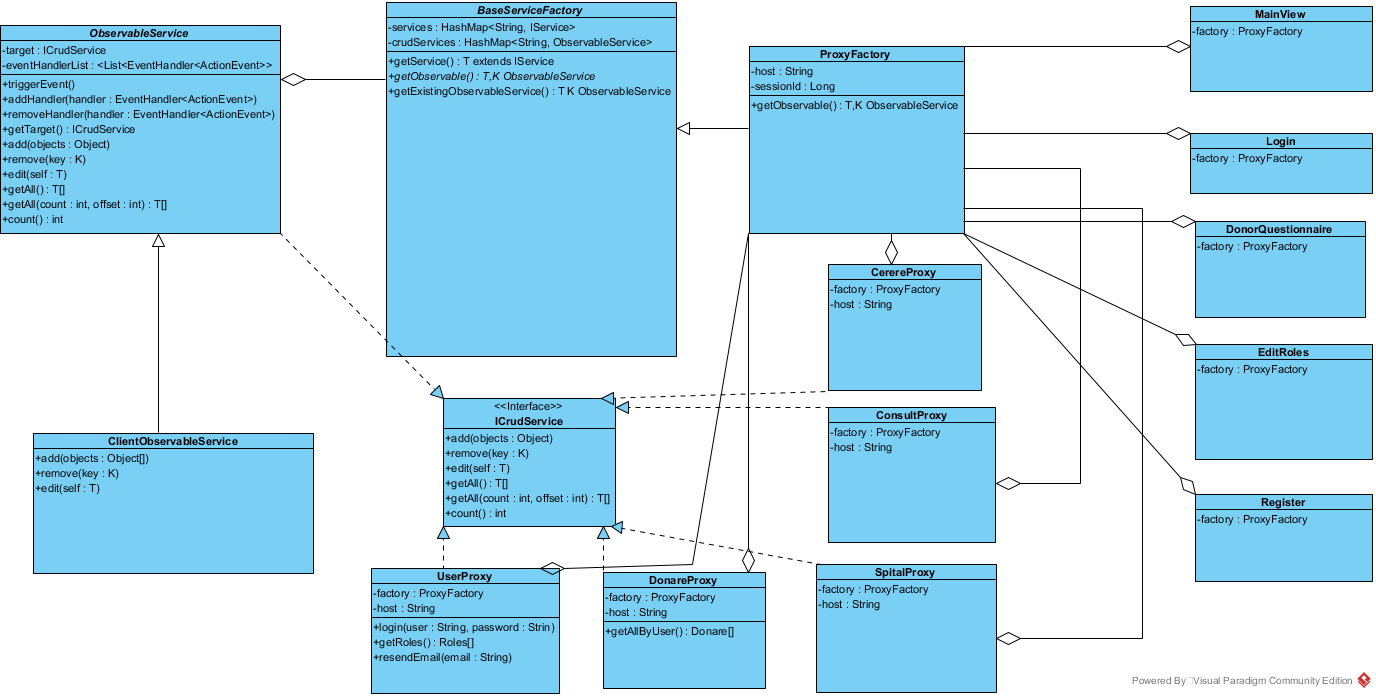 ObservableService
-target : ICrudService
-eventHandlerList : <List<EventHandler<ActionEvent>>
+triggerEvent()
+addHandler(handler : EventHandler<ActionEvent>)
+removeHandler(handler : EventHandler<ActionEvent>)
+getTarget() : ICrudService
+add(objects : Object)
+remove(key : K)
+edit(self : T)
+getAll() : T[]
+getAll(count : int, offset : int) : T[]
+count() : int
BaseServiceFactory
-services : HashMap<String, IService>
-crudServices : HashMap<String, ObservableService>
+getService() : T extends IService
+getObservable() : T,K ObservableService
+getExistingObservableService() : T K ObservableService
ProxyFactory
-host : String
-sessionId : Long
+getObservable() : T,K ObservableService
MainView
-factory : ProxyFactory
Login
-factory : ProxyFactory
DonorQuestionnaire
-factory : ProxyFactory
EditRoles
-factory : ProxyFactory
Register
-factory : ProxyFactory
CerereProxy
-factory : ProxyFactory
-host : String
ConsultProxy
-factory : ProxyFactory
-host : String
<<Interface>>
ICrudService
+add(objects : Object)
+remove(key : K)
+edit(self : T)
+getAll() : T[]
+getAll(count : int, offset : int) : T[]
+count() : int
ClientObservableService
+add(objects : Object[])
+remove(key : K)
+edit(self : T)
UserProxy
-factory : ProxyFactory
-host : String
+login(user : String, password : Strin)
+getRoles() : Roles[]
+resendEmail(email : String)
DonareProxy
-factory : ProxyFactory
-host : String
+getAllByUser() : Donare[]
SpitalProxy
-factory : ProxyFactory
-host : String
Powered By Visual Paradigm Community Edition